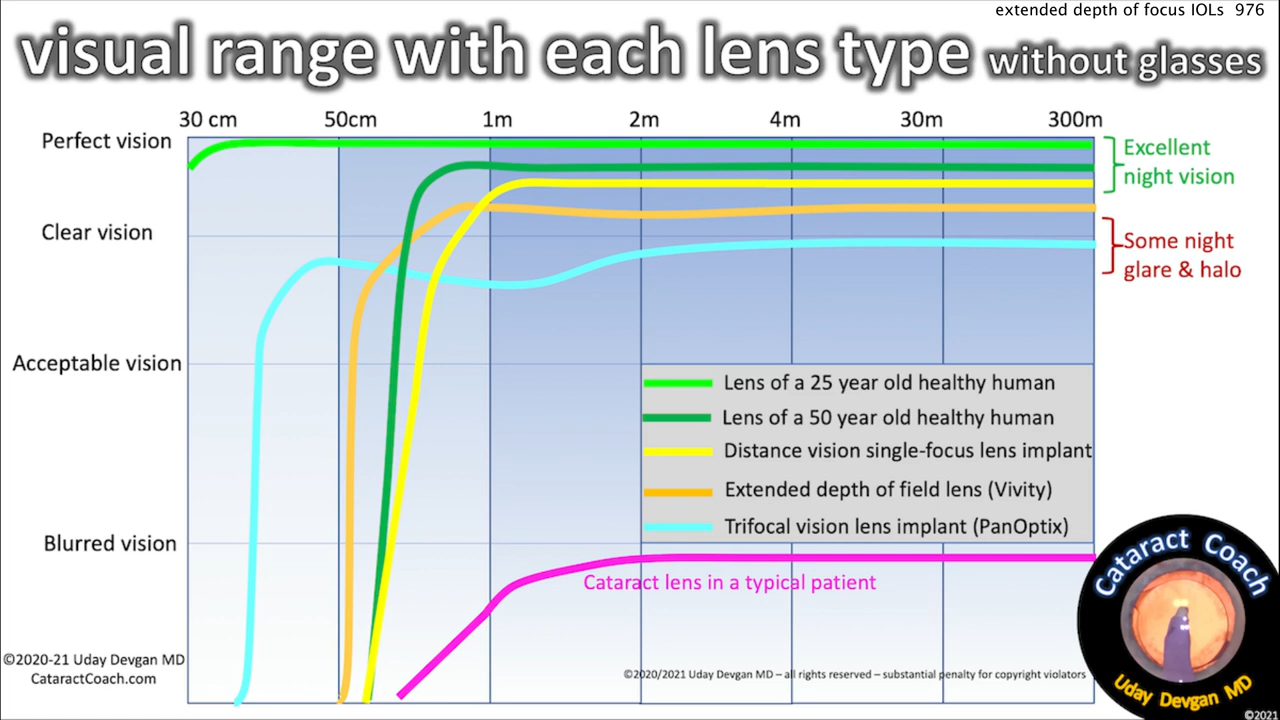 extended depth of focus IOLs 976
visual range with each lens type without glasses
30 cm 50cm 1m 2m 4m 30m 300m
Perfect vision
Clear vision
Acceptable vision
Blurred vision
Excellent
night vision
Some night
glare & halo
Lens of a 25 year old healthy human
Lens of a 50 year old healthy human
Distance vision single-focus lens implant
Extended depth of field lens (Vivity)
Trifocal vision lens implant (PanOptix)
Cataract lens in a typical patient
©2020-21 Uday Devgan MD
CataractCoach.com
©2020/2021 Uday Devgan MD – all rights reserved – substantial penalty for copyright violators
Cataract Coach
Uday Devgan MD
©2021